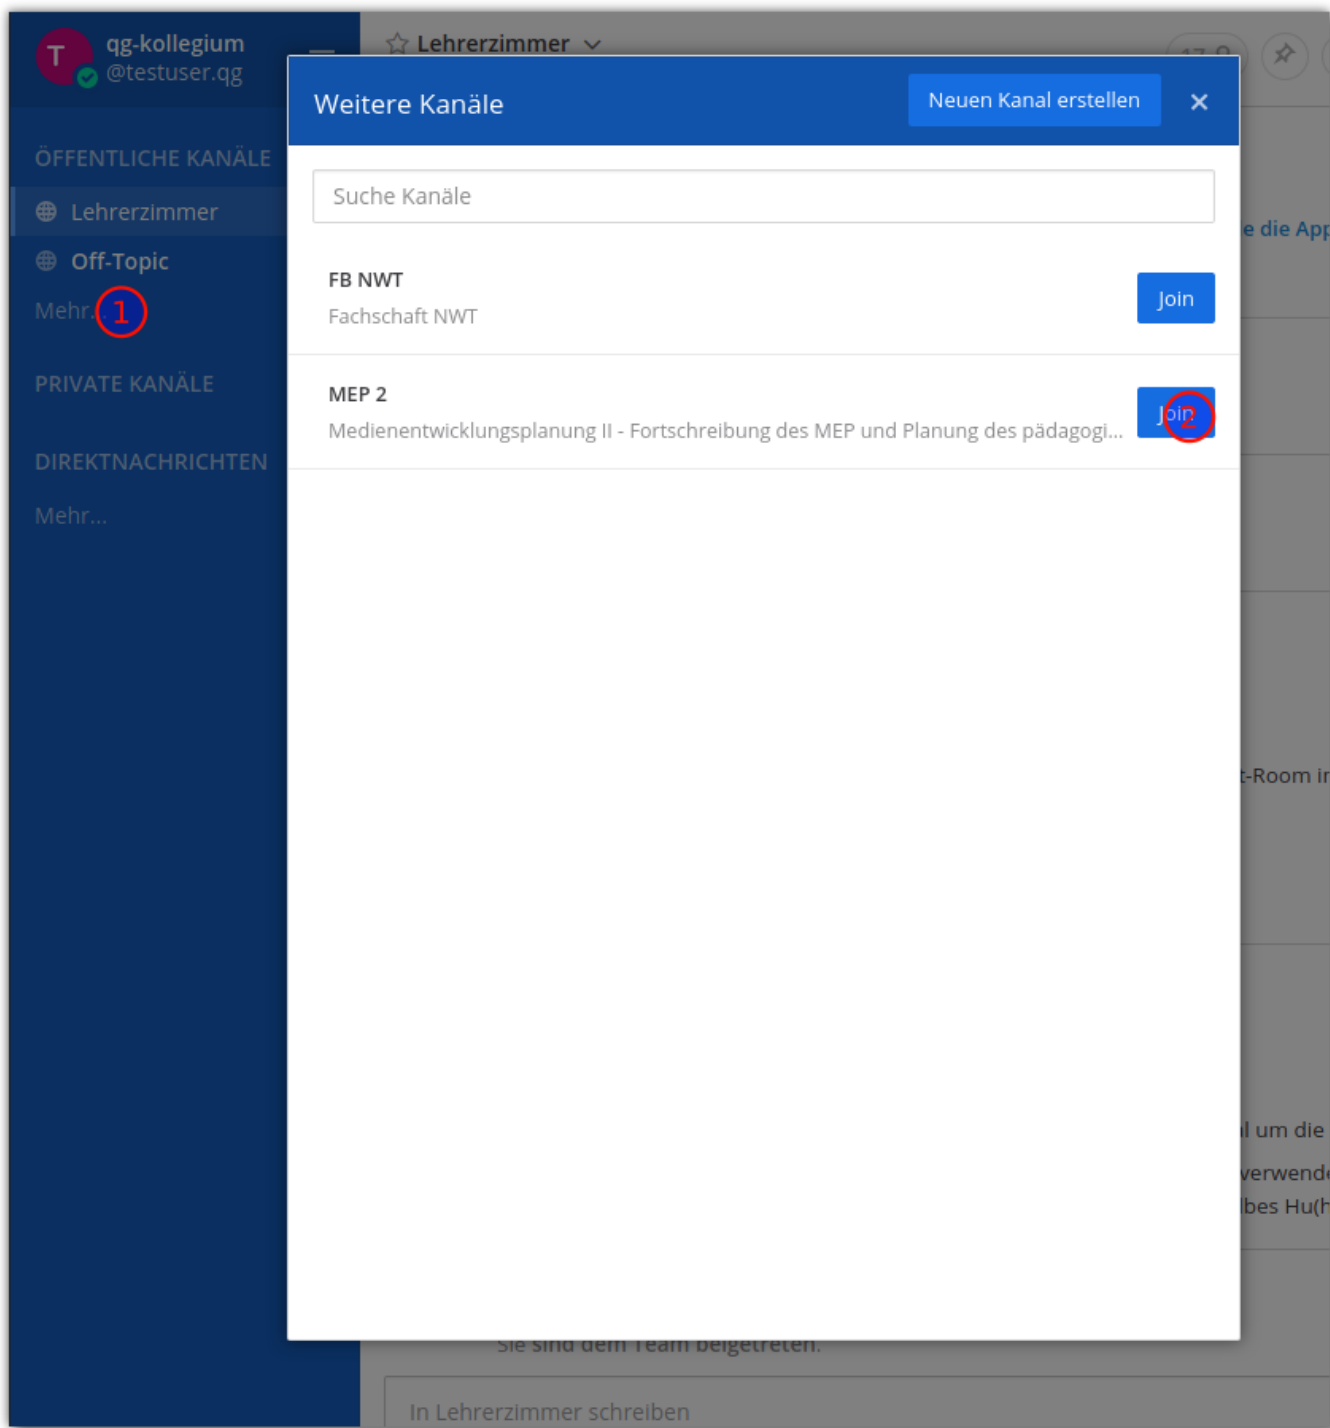 T
qg-kollegium
@testuser.qg
Lehrerzimmer
ÖFFENTLICHE KANÄLE
Lehrerzimmer
Off-Topic
Mehr...
1
PRIVATE KANÄLE
DIREKTNACHRICHTEN
Mehr...
Weitere Kanäle
Neuen Kanal erstellen
Suche Kanäle
FB NWT
Fachschaft NWT
Join
MEP 2
Medienentwicklungsplanung II - Fortschreibung des MEP und Planung des pädagogi...
Join
2
e die App
t-Room in
um die
verwende
bes Hu(h
Sie sind dem Team beigetreten.
In Lehrerzimmer schreiben